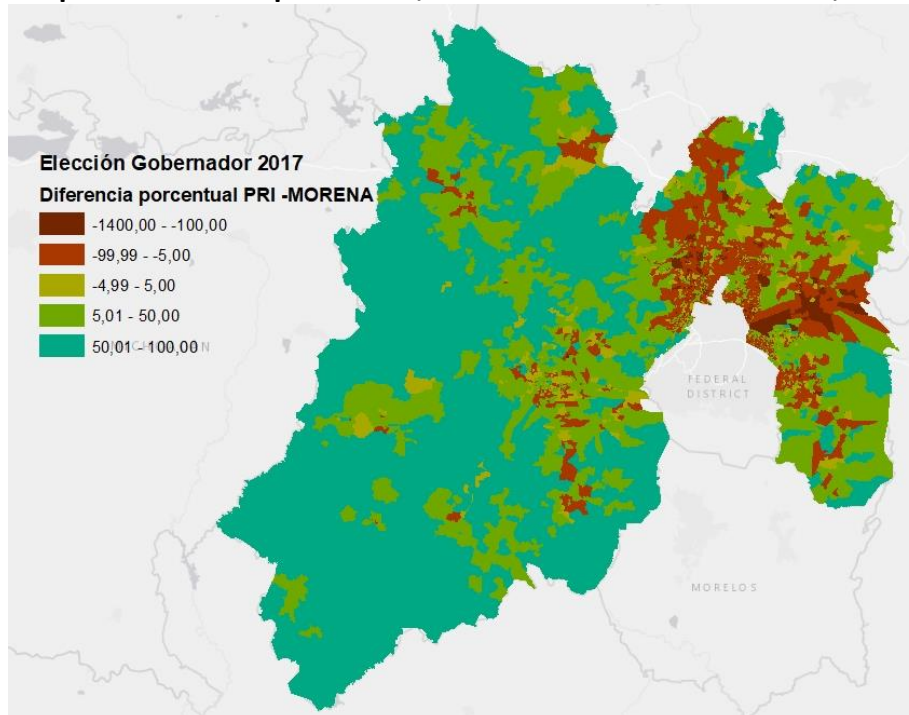 Elección Gobernador 2017
Diferencia porcentual PRI -MORENA
-1400,00 - -100,00
-99,99 - -5,00
-4,99 - 5,00
5,01 - 50,00
50,01 - 100,00
FEDERAL
DISTRICT
MORELOS